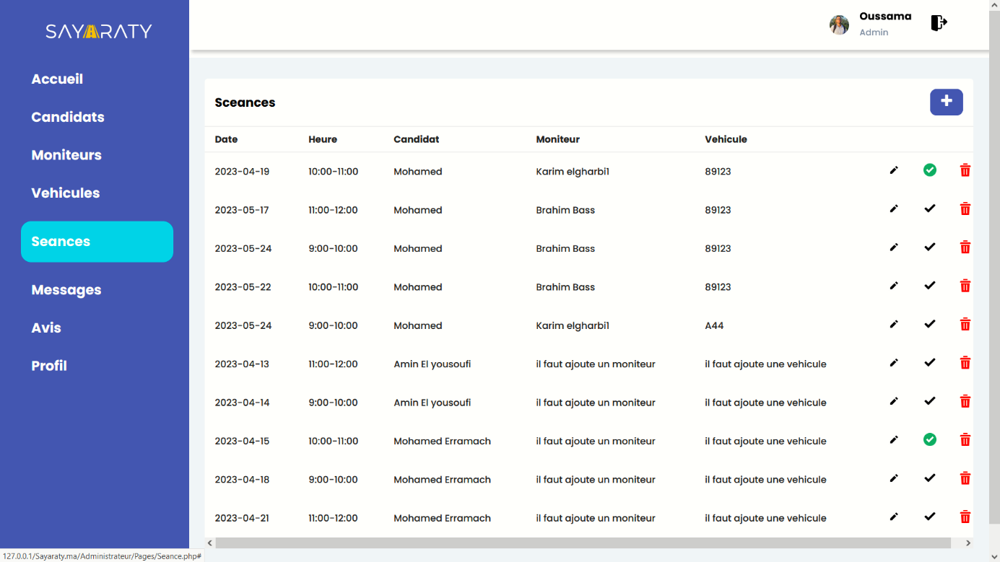 SAYARATY
Oussama
Admin
Accueil
Candidats
Moniteurs
Vehicules
Seances
Messages
Avis
Profil
Sceances
Date Heure Candidat Moniteur Vehicule
2023-04-19 10:00-11:00 Mohamed Karim elgharbi1 89123
2023-05-17 11:00-12:00 Mohamed Brahim Bass 89123
2023-05-24 9:00-10:00 Mohamed Brahim Bass 89123
2023-05-22 10:00-11:00 Mohamed Brahim Bass 89123
2023-05-24 9:00-10:00 Mohamed Karim elgharbi1 A44
2023-04-13 11:00-12:00 Amin El yousoufi il faut ajoute un moniteur il faut ajoute une vehicule
2023-04-14 9:00-10:00 Amin El yousoufi il faut ajoute un moniteur il faut ajoute une vehicule
2023-04-15 10:00-11:00 Mohamed Erramach il faut ajoute un moniteur il faut ajoute une vehicule
2023-04-18 9:00-10:00 Mohamed Erramach il faut ajoute un moniteur il faut ajoute une vehicule
2023-04-21 11:00-12:00 Mohamed Erramach il faut ajoute un moniteur il faut ajoute une vehicule
127.0.0.1/Sayaraty.ma/Administrateur/Pages/Seance.php#